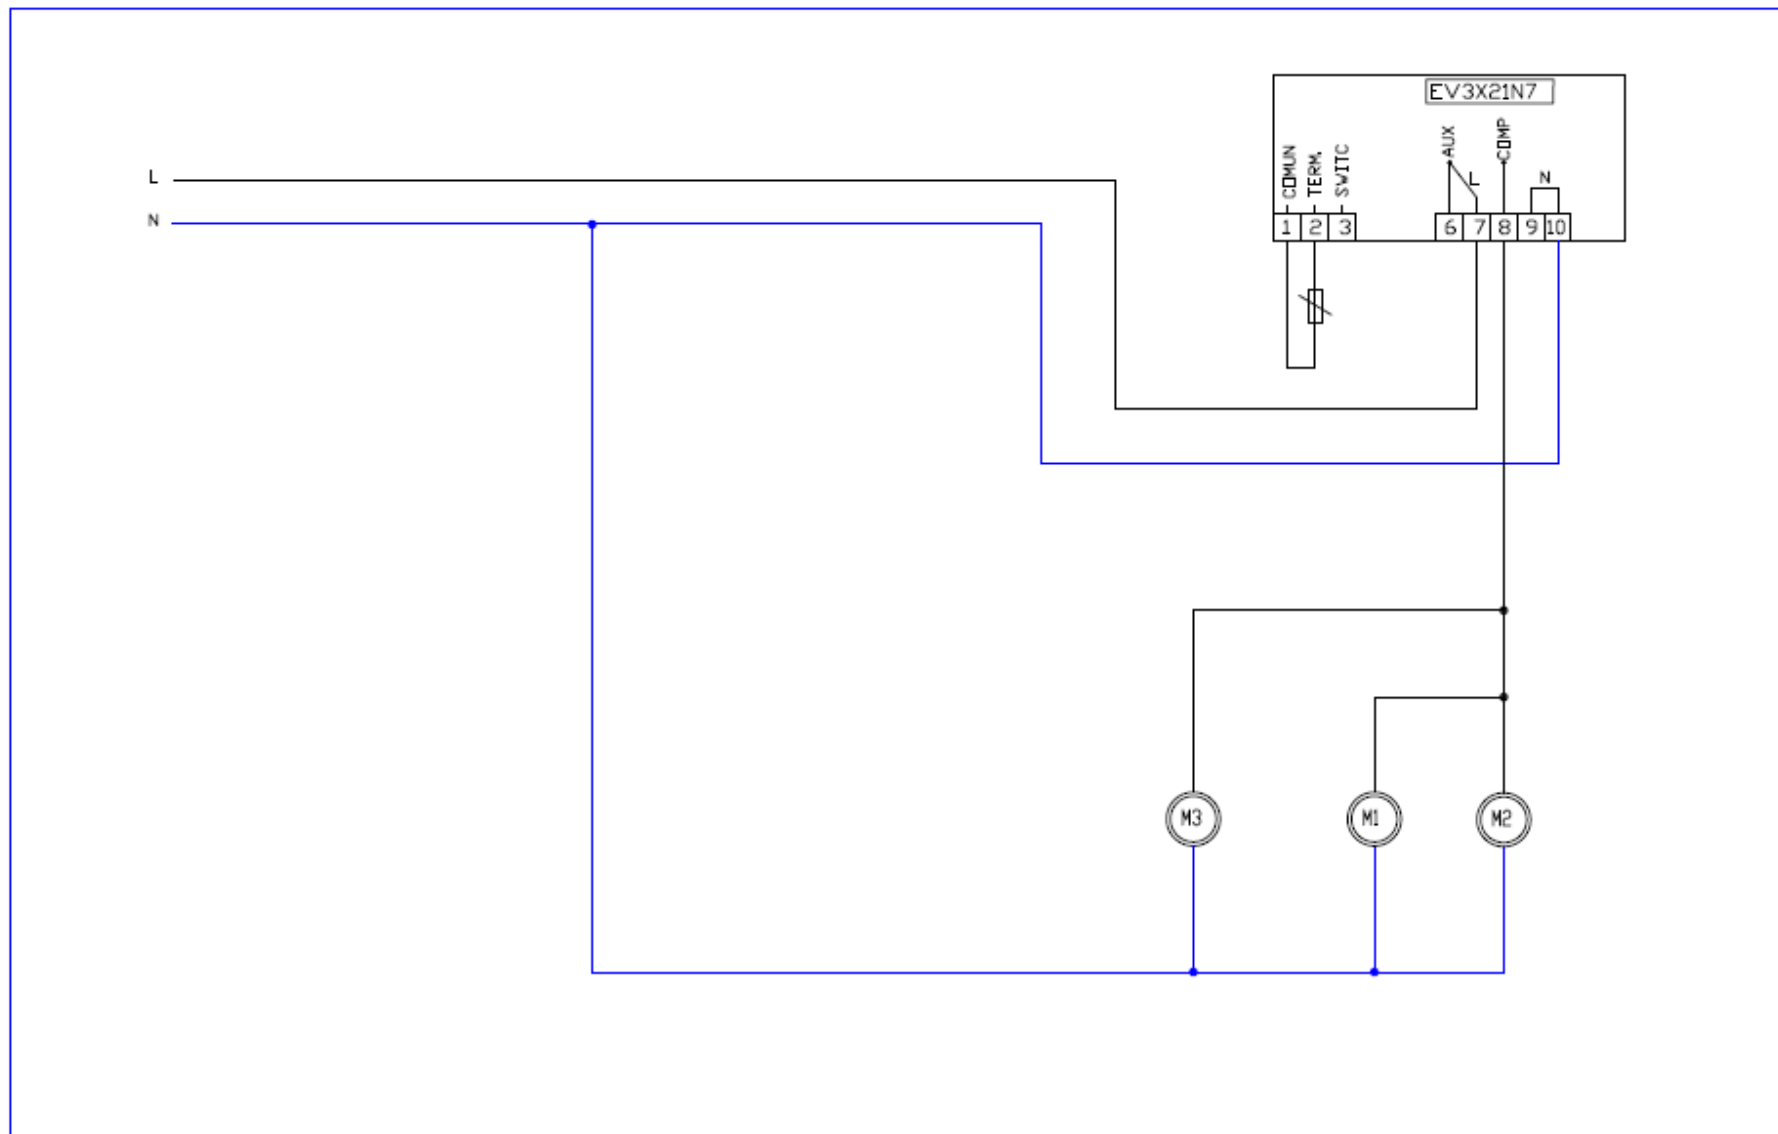 EV3X21N7
COMUN
TERM.
SWITC
AUX
L
COMP
N
1 2 3
6 7 8 9 10
L
N
M3 M1 M2